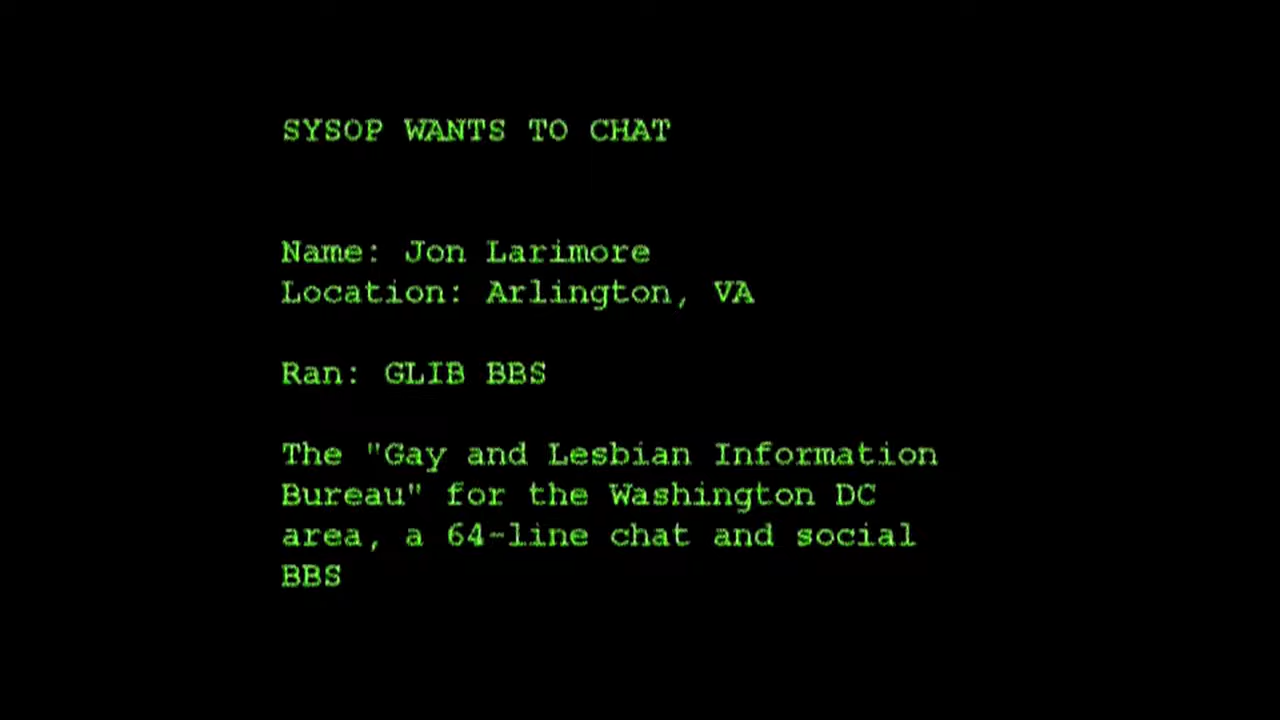 SYSOP WANTS TO CHAT
Name: Jon Larimore
Location: Arlington, VA
Ran: GLIB BBS
The "Gay and Lesbian Information
Bureau" for the Washington DC
area, a 64-line chat and social
BBS